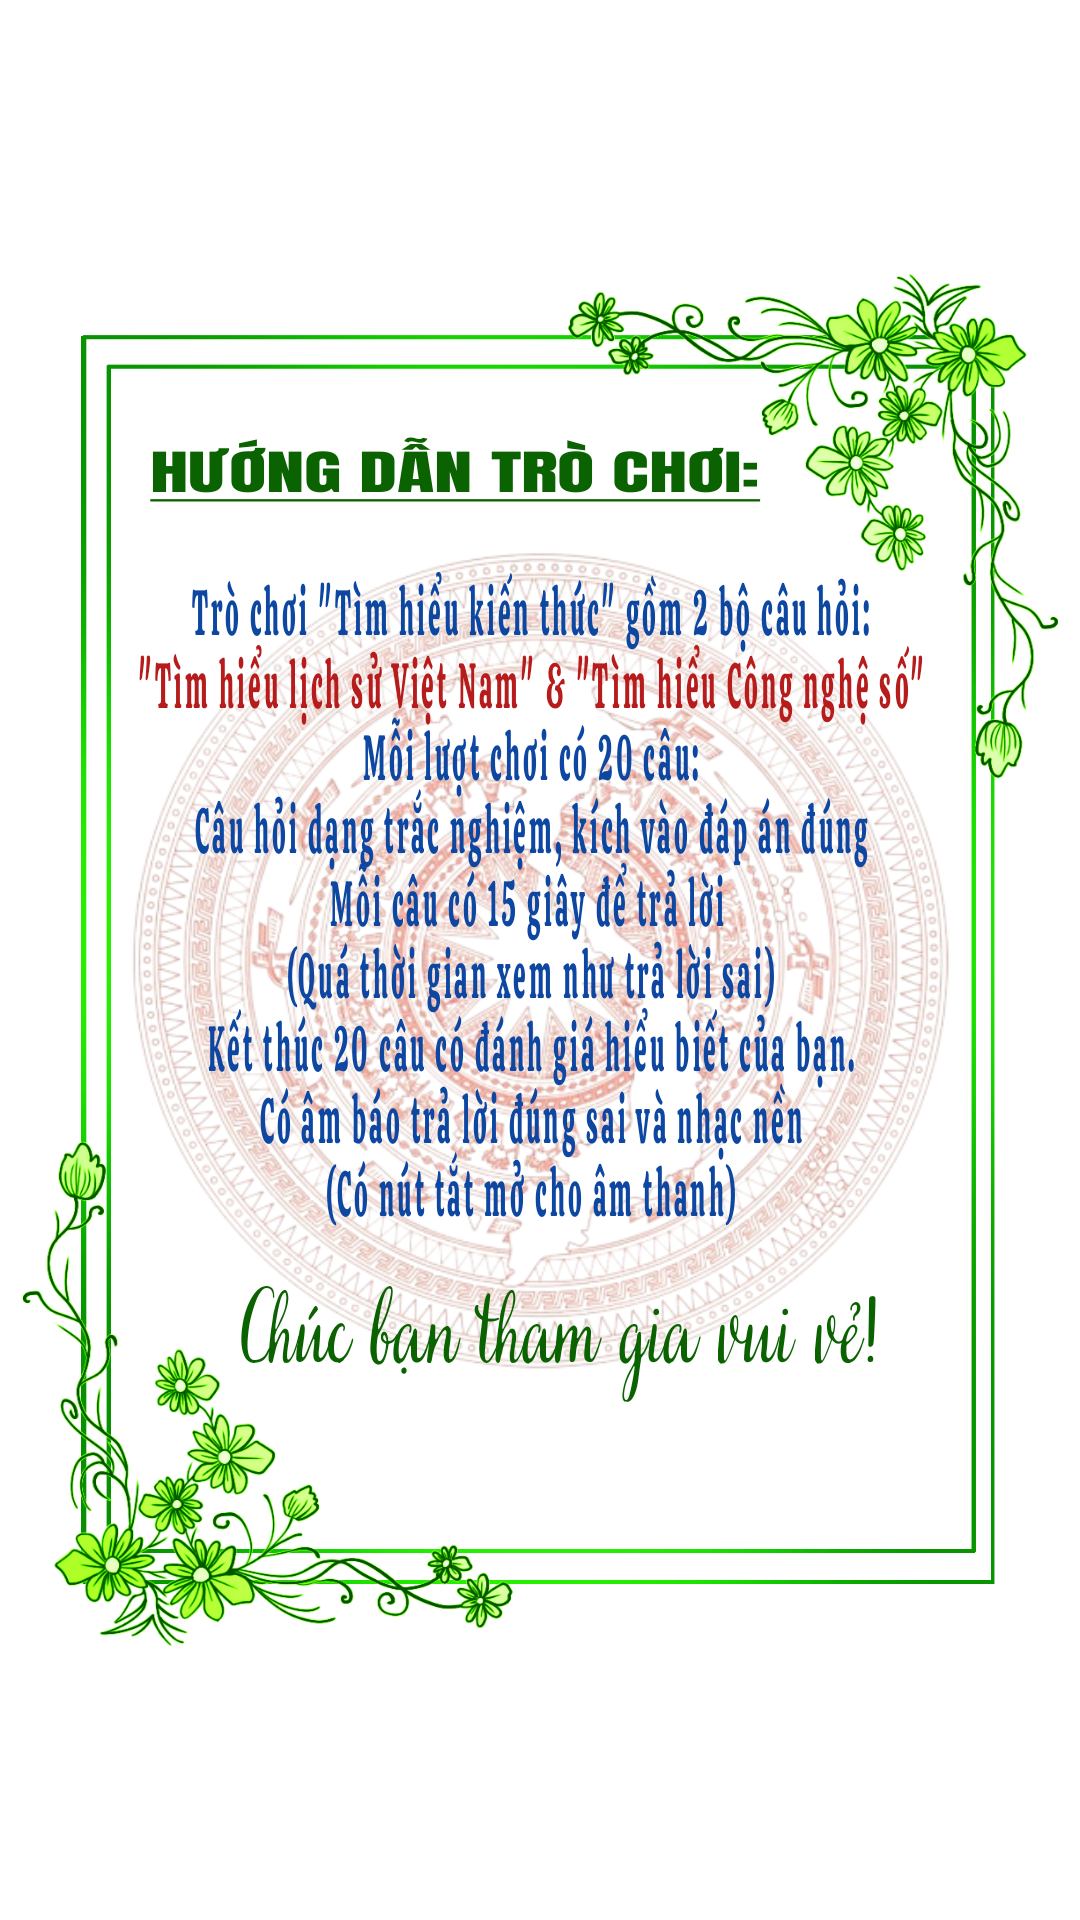 HƯỚNG DẪN TRÒ CHƠI:
Trò chơi "Tìm hiểu kiến thức" gồm 2 bộ câu hỏi:
"Tìm hiểu lịch sử Việt Nam" & "Tìm hiểu Công nghệ số"
Mỗi lượt chơi có 20 câu:
Câu hỏi dạng trắc nghiệm, kích vào đáp án đúng
Mỗi câu có 15 giây để trả lời
(Quá thời gian xem như trả lời sai)
Kết thúc 20 câu có đánh giá hiểu biết của bạn.
Có âm báo trả lời đúng sai và nhạc nền
(Có nút tắt mở cho âm thanh)
Chúc bạn tham gia vui vẻ!